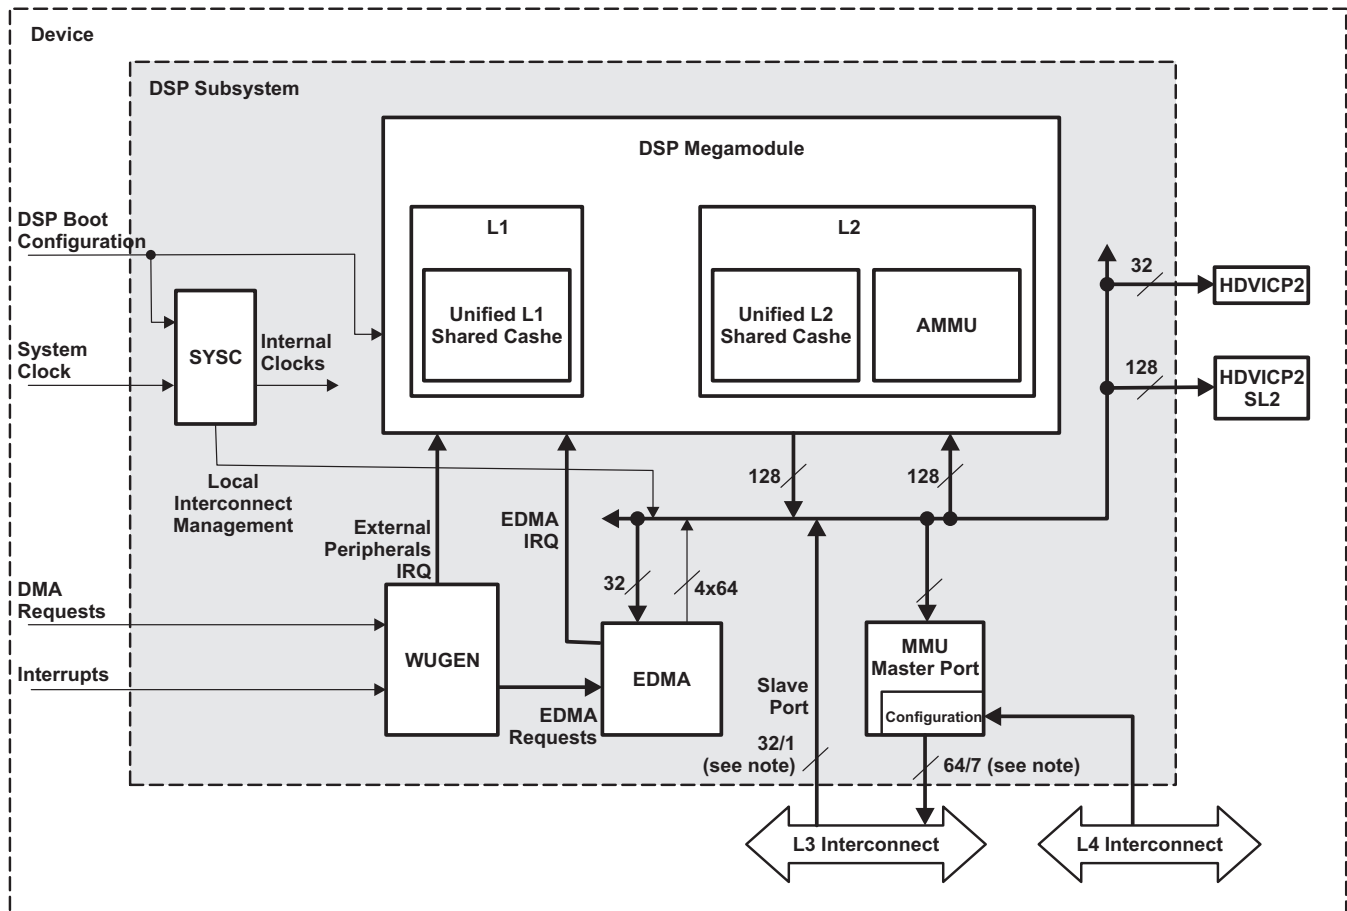 Device
DSP Subsystem
DSP Megamodule
DSP Boot
Configuration
L1
L2
32
HDVICP2
Unified L1
Shared Cashe
Unified L2
Shared Cashe
AMMU
System
Clock
SYSC
Internal
Clocks
128
HDVICP2
SL2
Local
Interconnect
Management
128
128
External
Peripherals
IRQ
EDMA
IRQ
DMA
Requests
32
4x64
WUGEN
EDMA
MMU
Master Port
Configuration
Interrupts
EDMA
Requests
Slave
Port
32/1
(see note)
64/7 (see note)
L3 Interconnect
L4 Interconnect